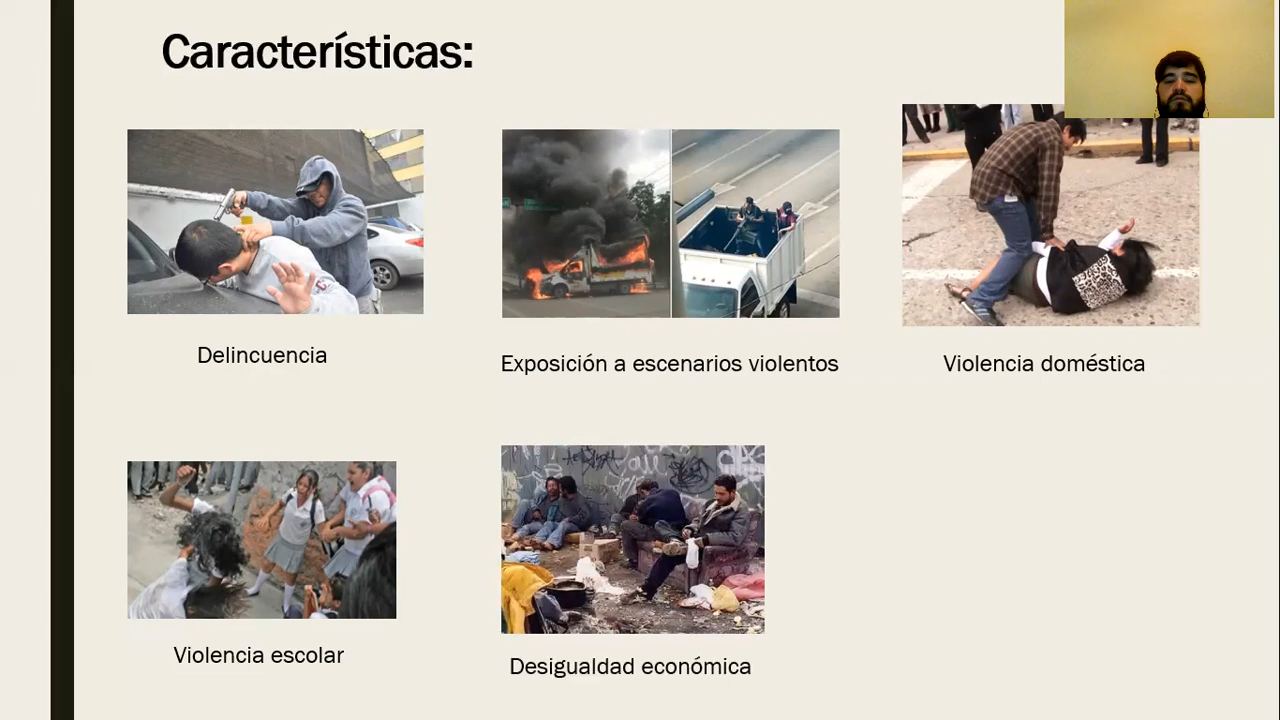 Características:
Delincuencia
Exposición a escenarios violentos
Violencia doméstica
Violencia escolar
Desigualdad económica